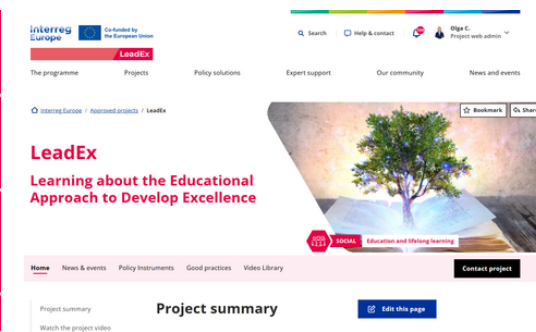 Interreg
Europe
Co-funded by
the European Union
LeadEx
Search
Help & contact
Olga C.
Project web admin
The programme
Projects
Policy solutions
Expert support
Our community
News and events
Interreg Europe / Approved projects / LeadEx
Bookmark
Share
LeadEx
Learning about the Educational
Approach to Develop Excellence
SOCIAL
Education and lifelong learning
Home
News & events
Policy Instruments
Good practices
Video Library
Contact project
Project summary
Watch the project video
Project summary
Edit this page